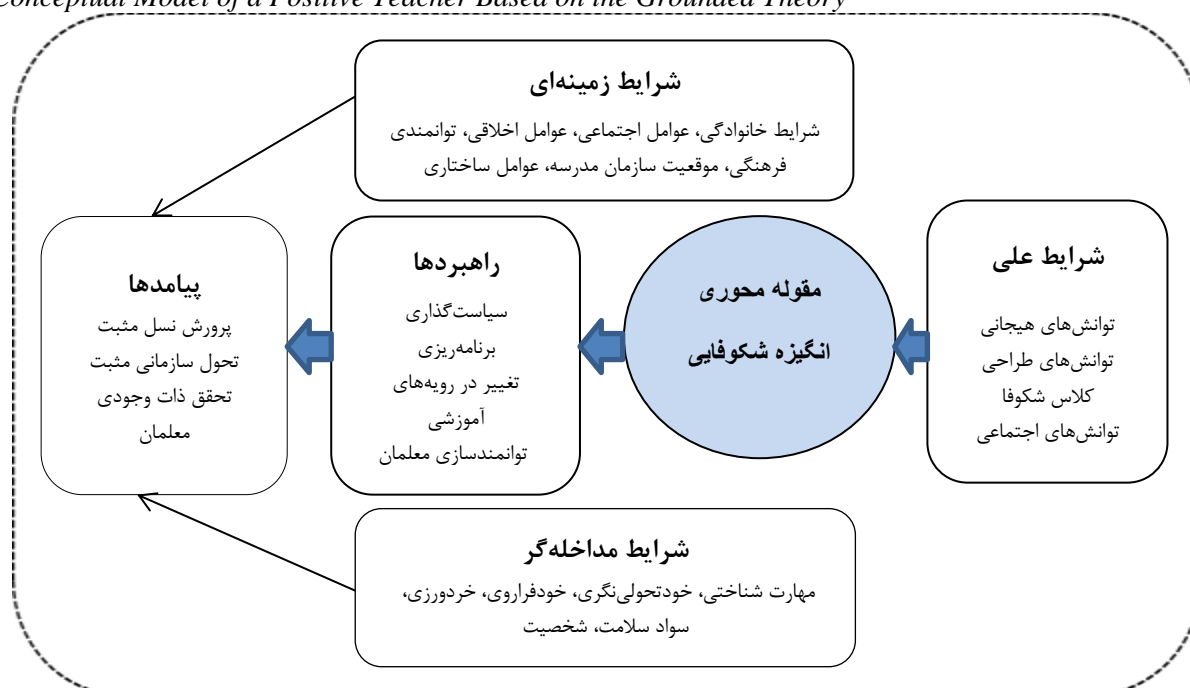 Conceptual Model of a Positive Teacher Based on the Grounded Theory
شرایط زمینه‌ای
شرایط خانوادگی، عوامل اجتماعی، عوامل اخلاقی، توانمندی
فرهنگی، موقعیت سازمان مدرسه، عوامل ساختاری
شرایط علی
توانش‌های هیجانی
توانش‌های طراحی
کلاس شکوفا
توانش‌های اجتماعی
مقوله محوری
انگیزه شکوفایی
راهبردها
سیاست‌گذاری
برنامه‌ریزی
تغییر در رویه‌های
آموزشی
توانمندسازی معلمان
پیامدها
پرورش نسل مثبت
تحول سازمانی مثبت
تحقق ذات وجودی
معلمان
شرایط مداخله‌گر
مهارت شناختی، خودتحولی‌نگری، خودفراروی، خردورزی،
سواد سلامت، شخصیت